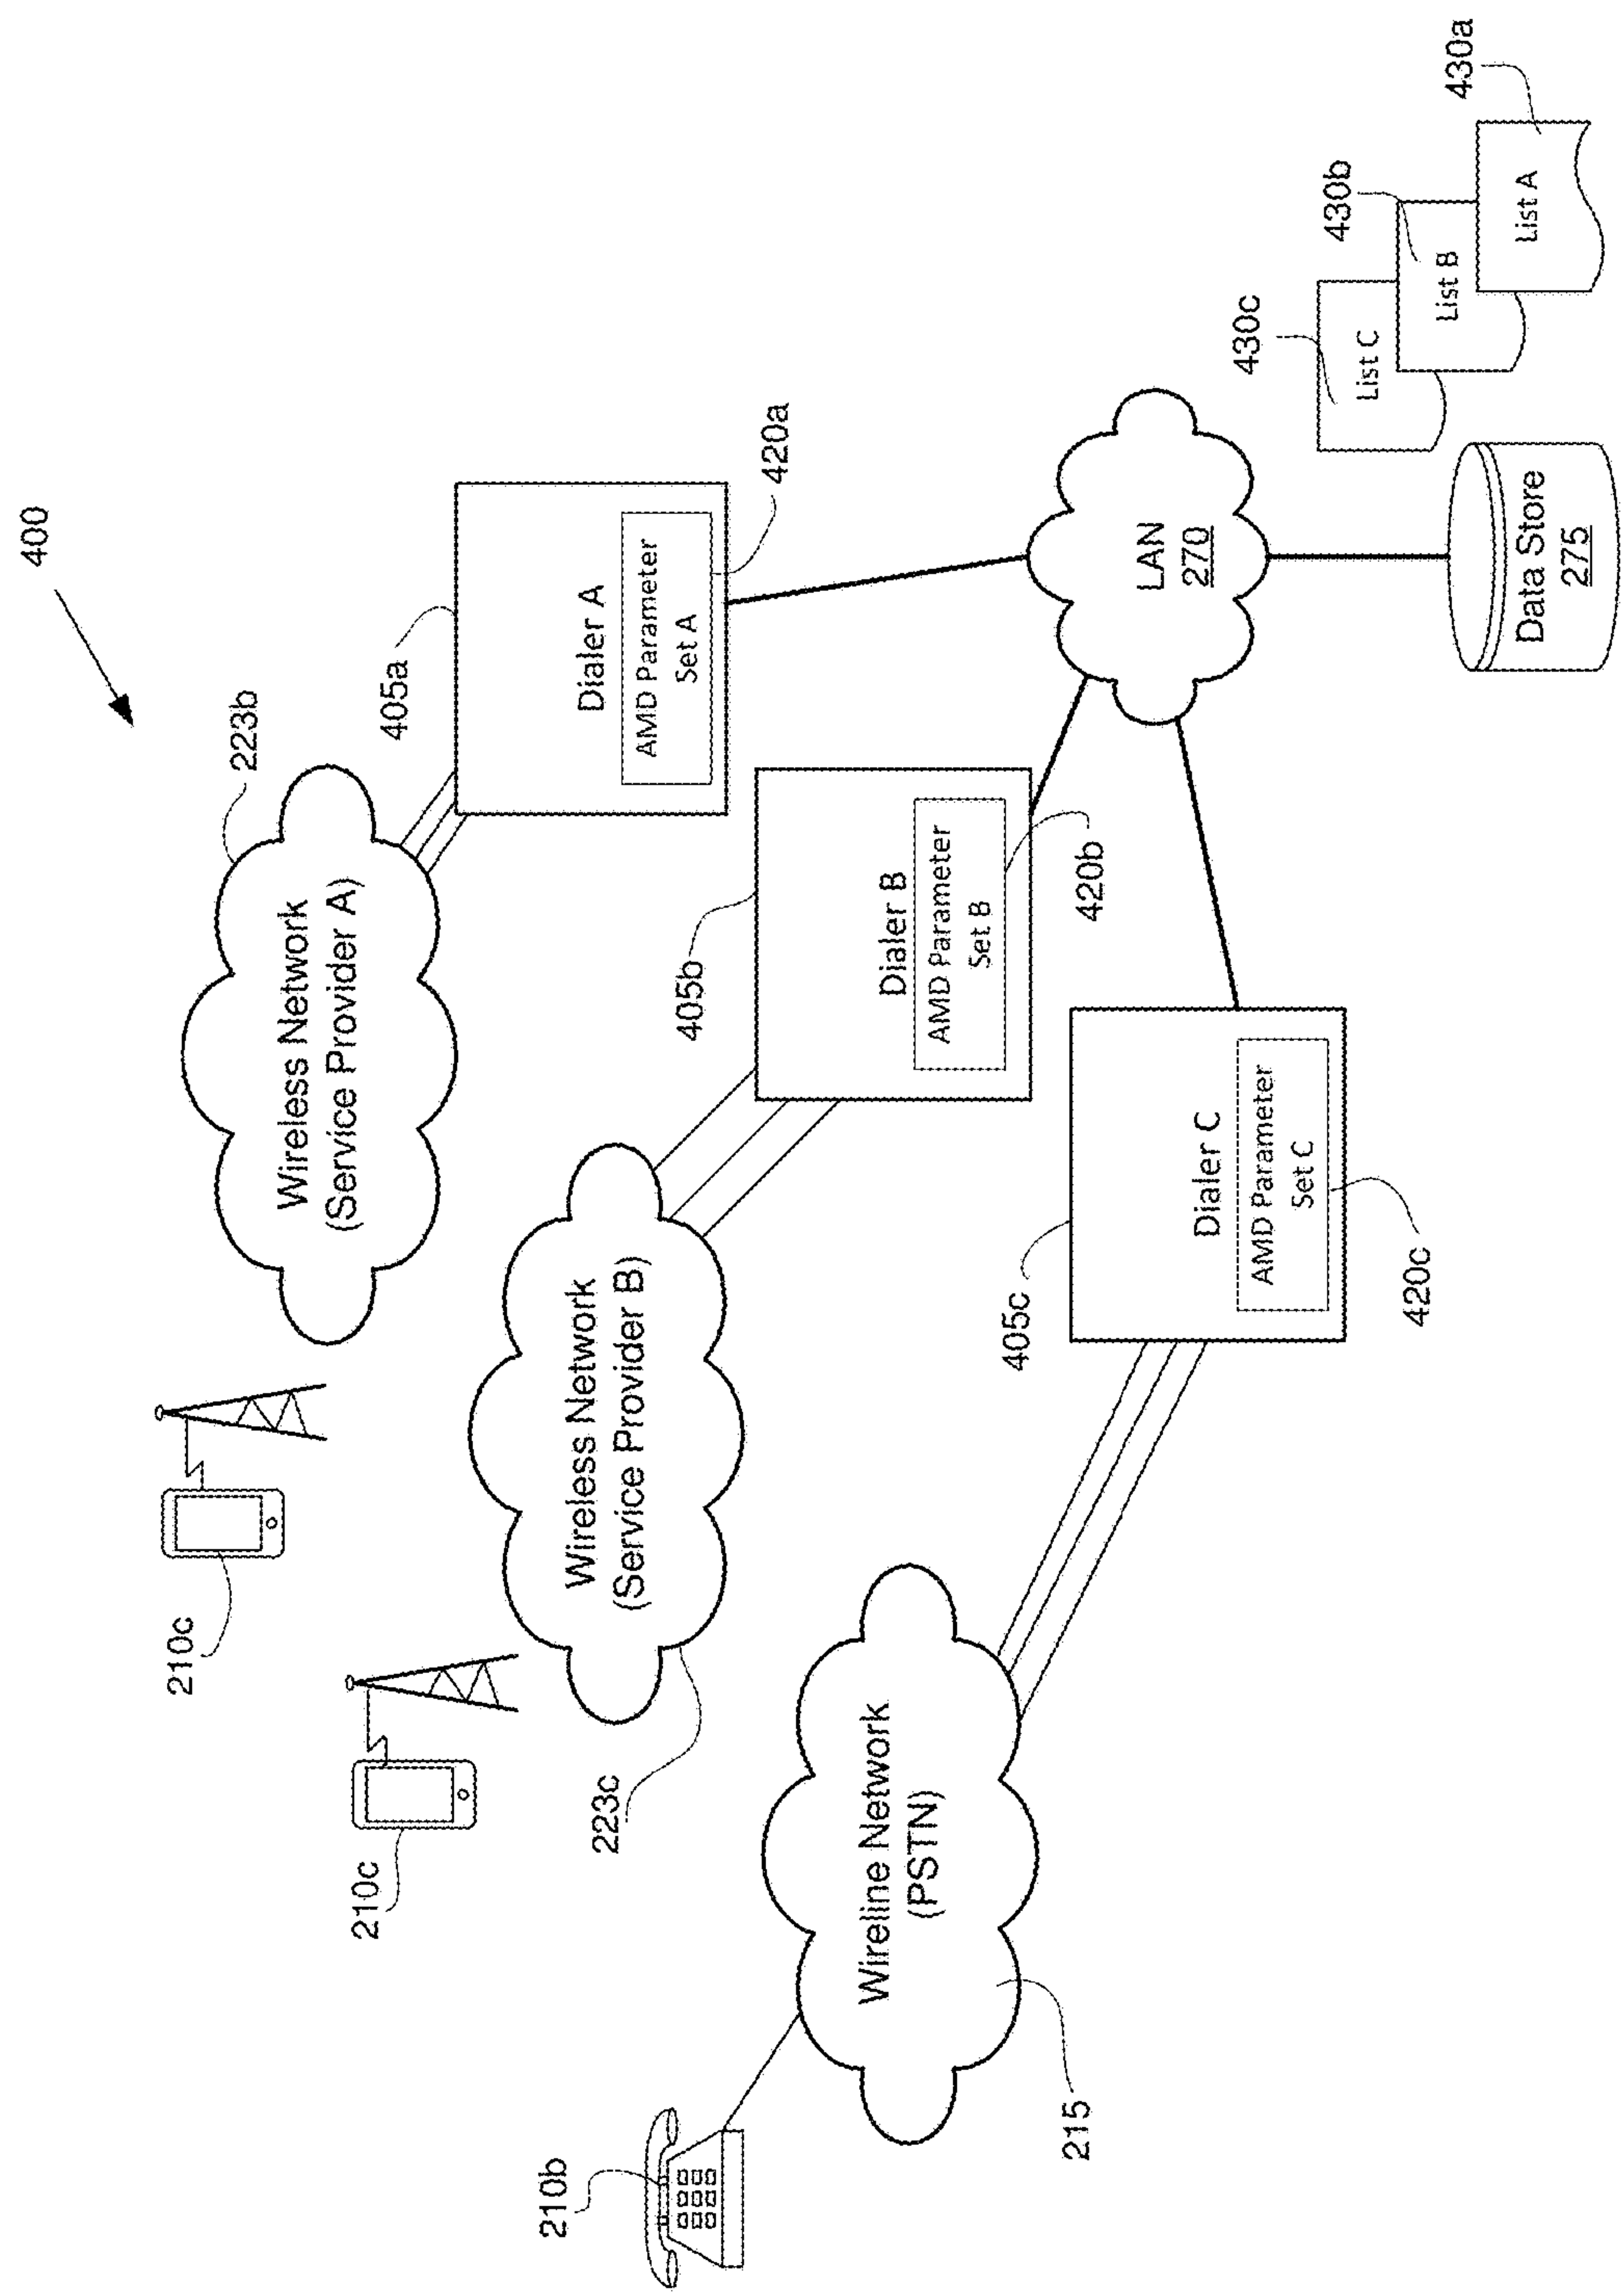 400
223b
Wireless Network
(Service Provider A)
405a
Dialer A
AMD Parameter
Set A
420a
210c
210c
Wireless Network
(Service Provider B)
223c
405b
Dialer B
AMD Parameter
Set B
420b
210b
Wireline Network
(PSTN)
215
405c
Dialer C
AMD Parameter
Set C
420c
LAN
270
Data Store
275
430c
List C
430b
List B
430a
List A